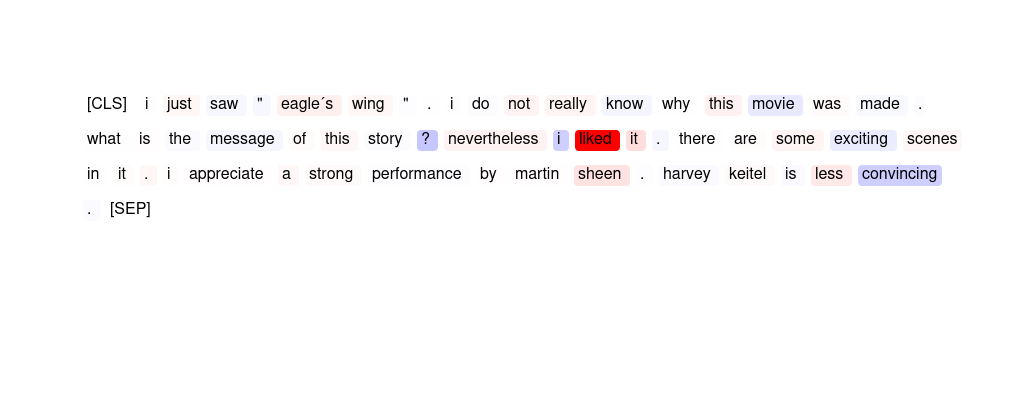 [CLS] i just saw " eagle´s wing " . i do not really know why this movie was made .
what is the message of this story ? nevertheless i liked it . there are some exciting scenes
in it . i appreciate a strong performance by martin sheen . harvey keitel is less convincing
. [SEP]